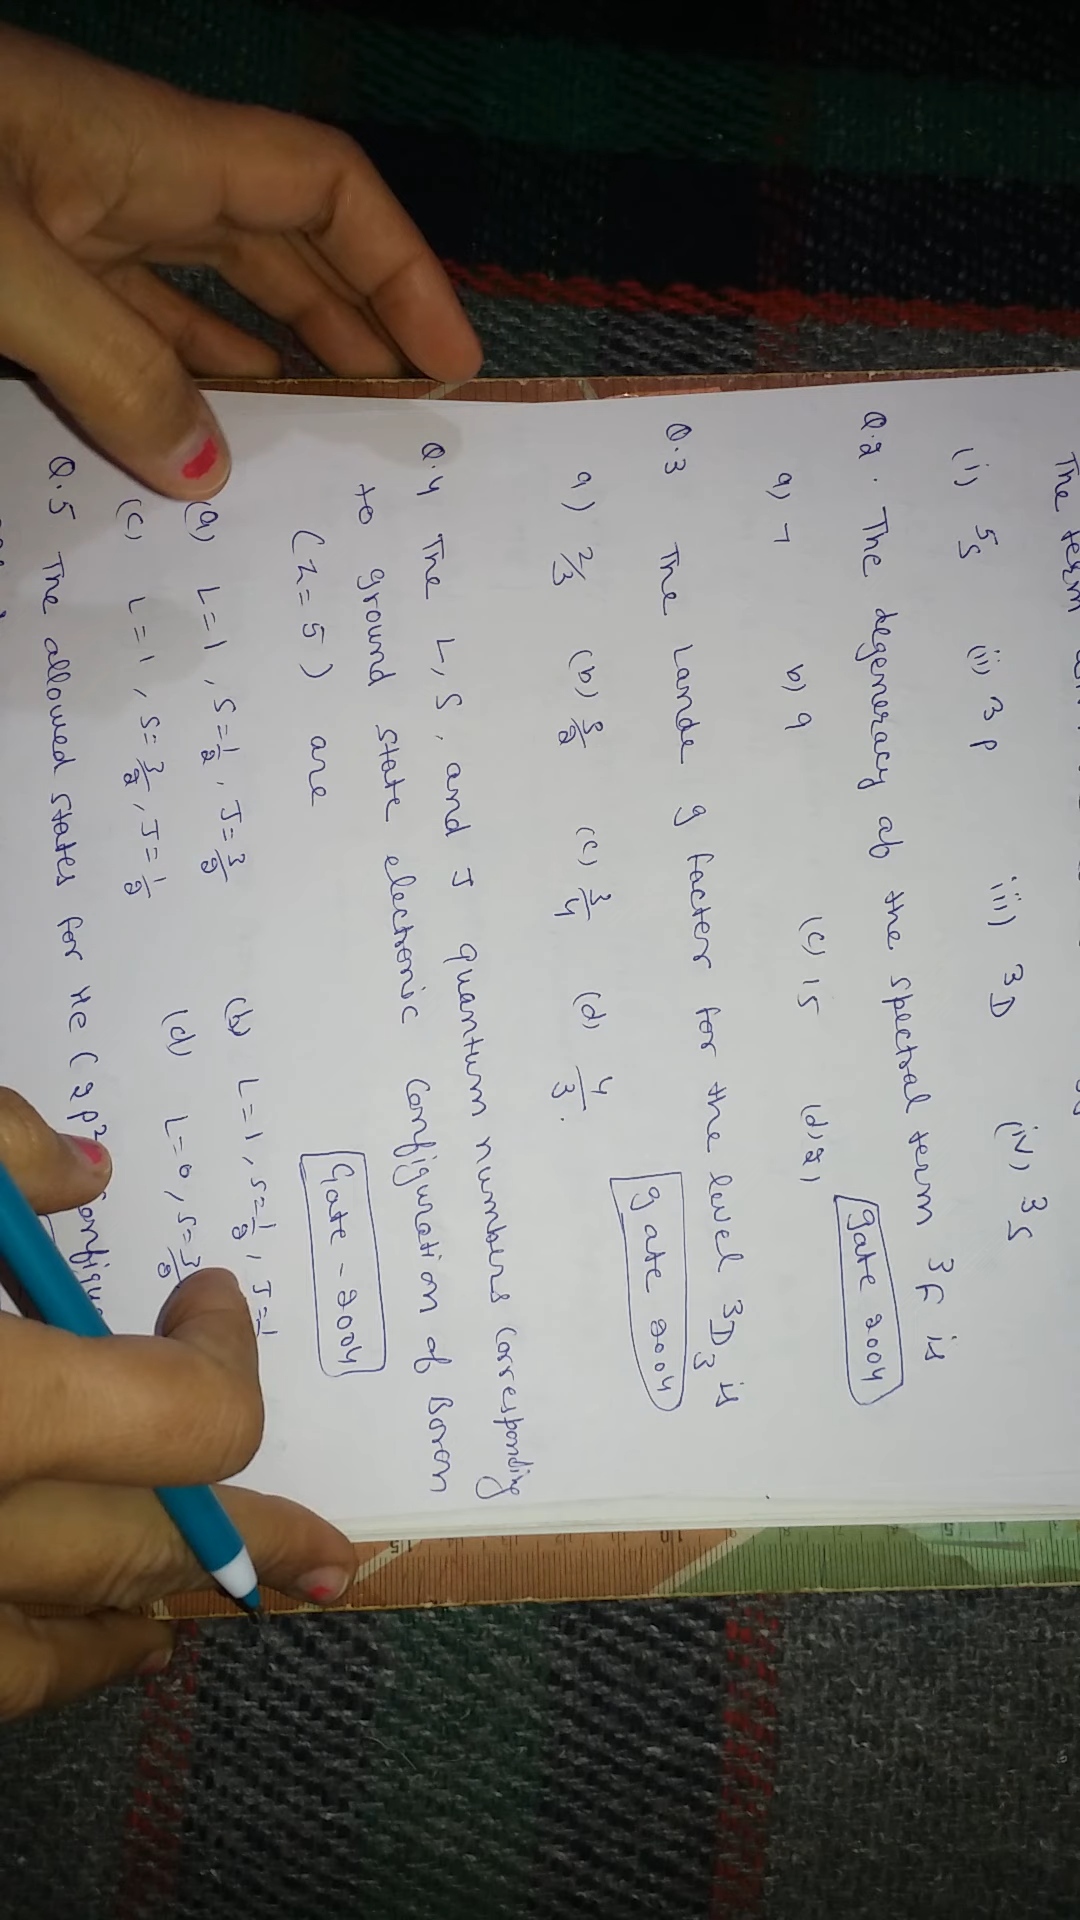 The term
(i) 5S (ii) 3p iii) 3D (iv) 3S
Q.2. The degeneracy of the spectral term 3F is
gate 2004
a) 7 b) 9 (c) 15 (d) 21
Q.3 The Lande g factor for the level 3D3 is
gate 2004
a) 2/3 (b) 3/2 (c) 3/4 (d) 4/3.
Q.4 The L, S, and J quantum numbers corresponding
to ground state electronic configuration of Boron
(Z = 5) are
Gate - 2004
(a) L=1, S=1/2, J=3/2 (b) L=1, S=1/2, J=1
(c) L=1, S=3/2, J=1/2 (d) L=0, S=3/2
Q.5 The allowed states for He (2p2